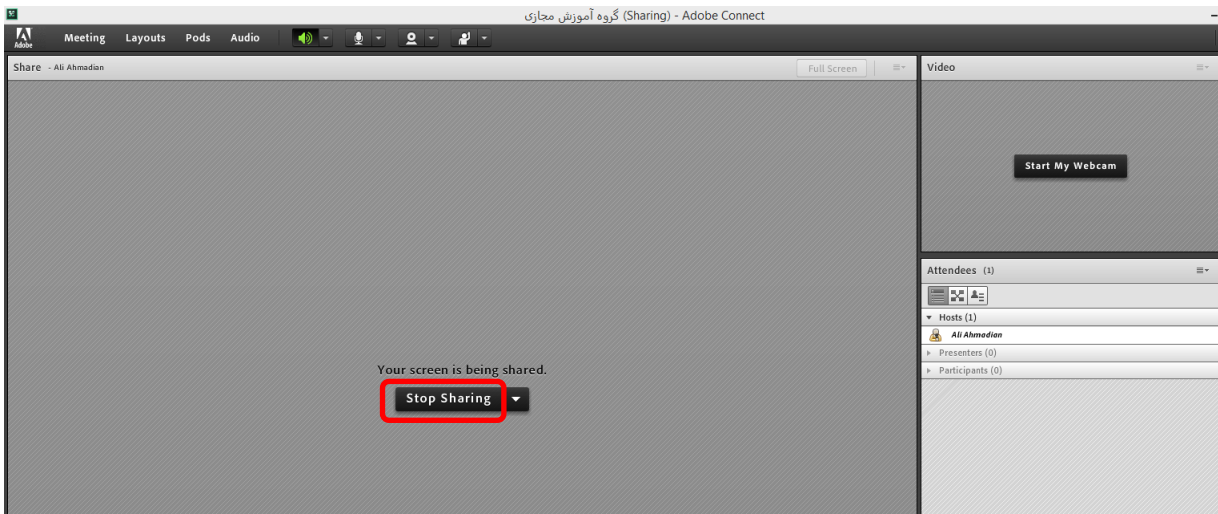 گروه آموزش مجازی (Sharing) - Adobe Connect
Adobe
Meeting Layouts Pods Audio
Share - Ali Ahmadian
Full Screen
Video
Start My Webcam
Attendees (1)
Hosts (1)
Ali Ahmadian
Presenters (0)
Participants (0)
Your screen is being shared.
Stop Sharing